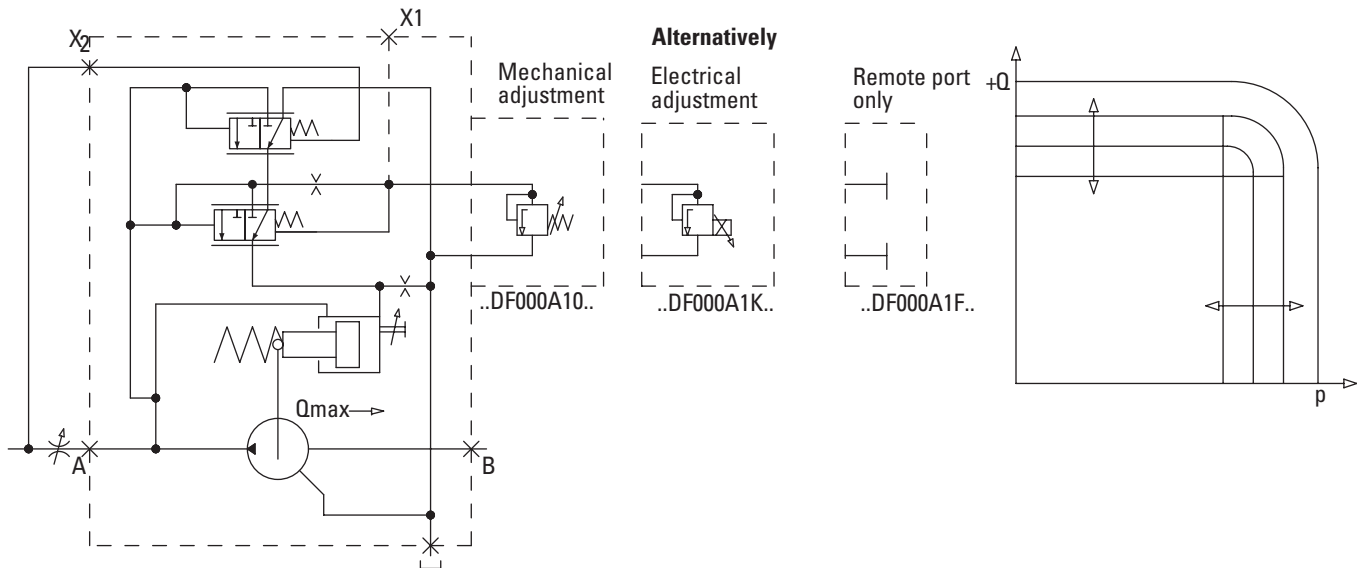 X1
X2
Alternatively
Mechanical
adjustment
Electrical
adjustment
Remote port
only
+Q
..DF000A10..
..DF000A1K..
..DF000A1F..
p
Qmax
A
B